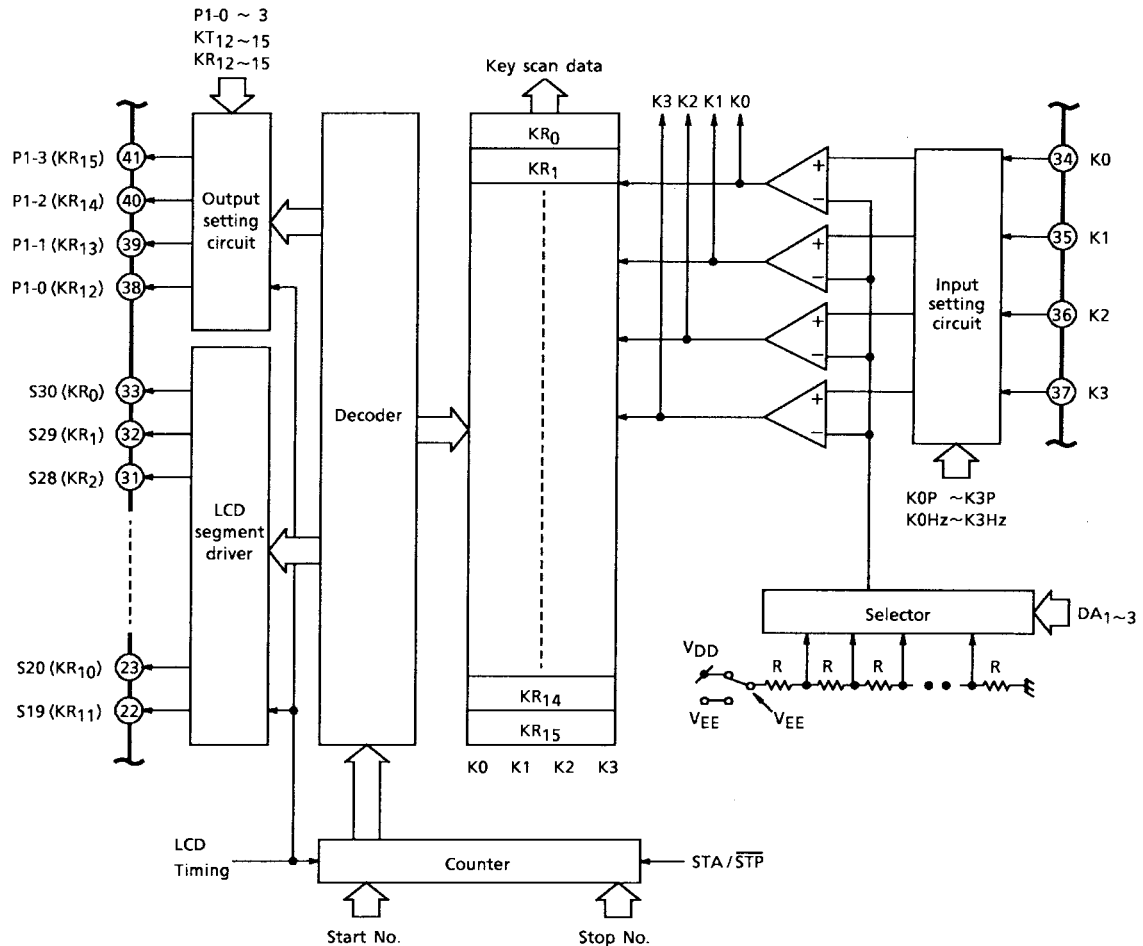 P1-0 ~ 3
KT12~15
KR12~15
Key scan data
K3 K2 K1 K0
P1-3 (KR15)
41
P1-2 (KR14)
40
P1-1 (KR13)
39
P1-0 (KR12)
38
Output
setting
circuit
S30 (KR0)
33
S29 (KR1)
32
S28 (KR2)
31
S20 (KR10)
23
S19 (KR11)
22
LCD
segment
driver
Decoder
KR0
KR1
KR14
KR15
K0 K1 K2 K3
+
−
+
−
+
−
+
−
Input
setting
circuit
34 K0
35 K1
36 K2
37 K3
K0P ~K3P
K0Hz~K3Hz
Selector
DA1~3
VDD
R R R R
VEE
VEE
LCD
Timing
Counter
STA / S̅T̅P̅
Start No.
Stop No.